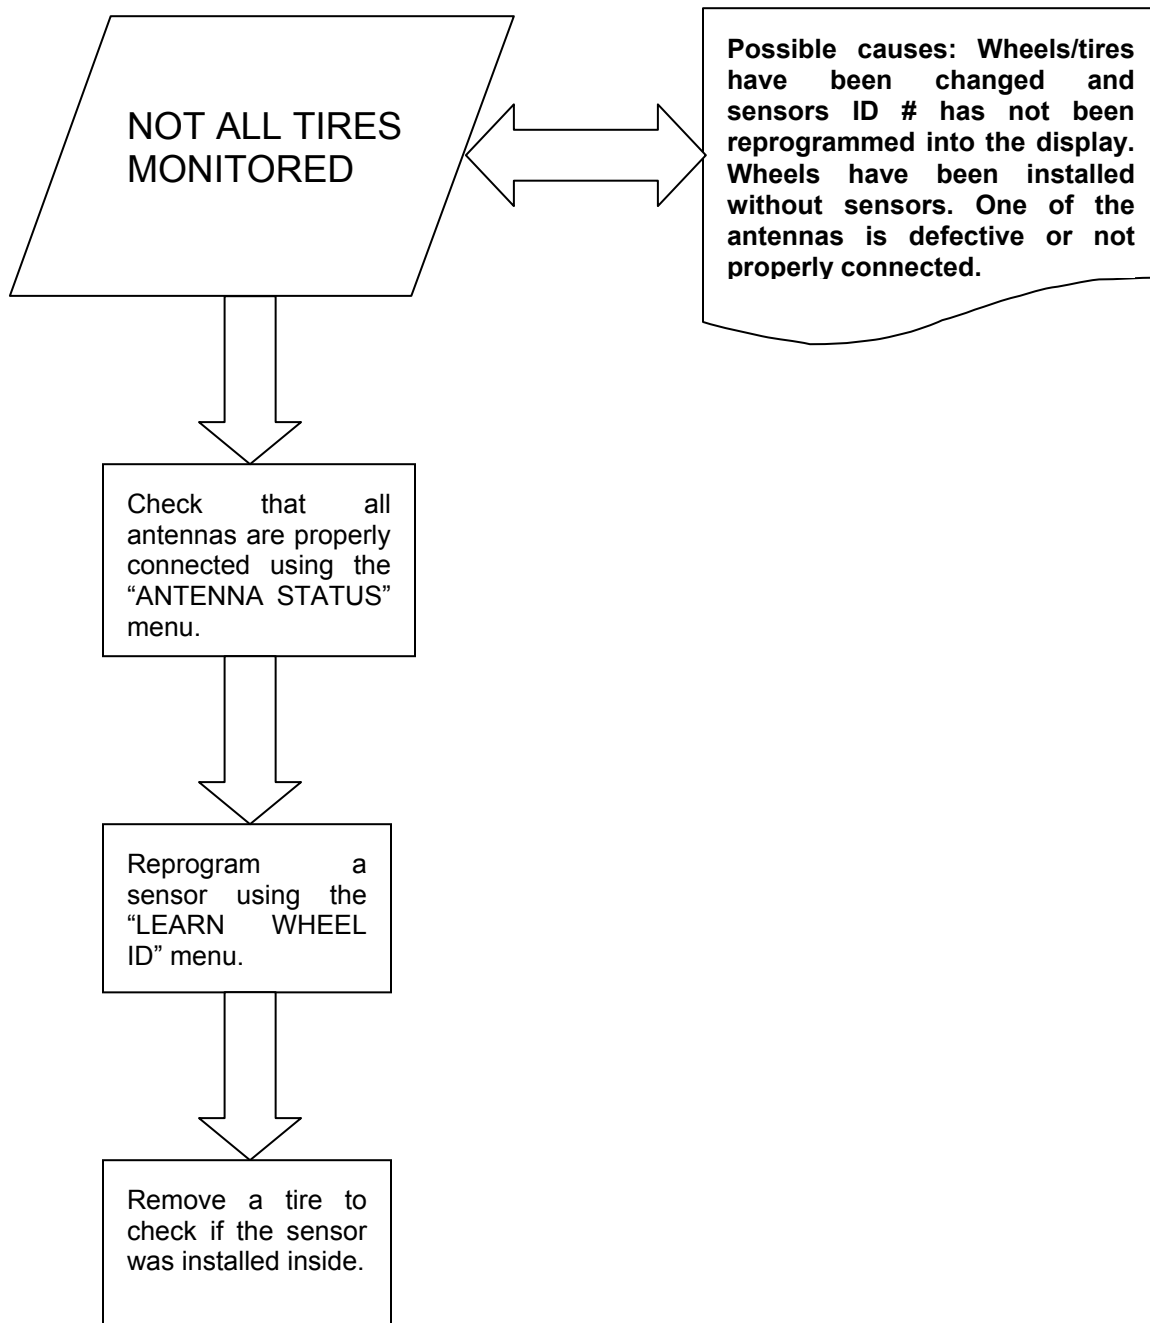 NOT ALL TIRES
MONITORED
Possible causes: Wheels/tires
have been changed and
sensors ID # has not been
reprogrammed into the display.
Wheels have been installed
without sensors. One of the
antennas is defective or not
properly connected.
Check that all
antennas are properly
connected using the
“ANTENNA STATUS”
menu.
Reprogram a
sensor using the
“LEARN WHEEL
ID” menu.
Remove a tire to
check if the sensor
was installed inside.